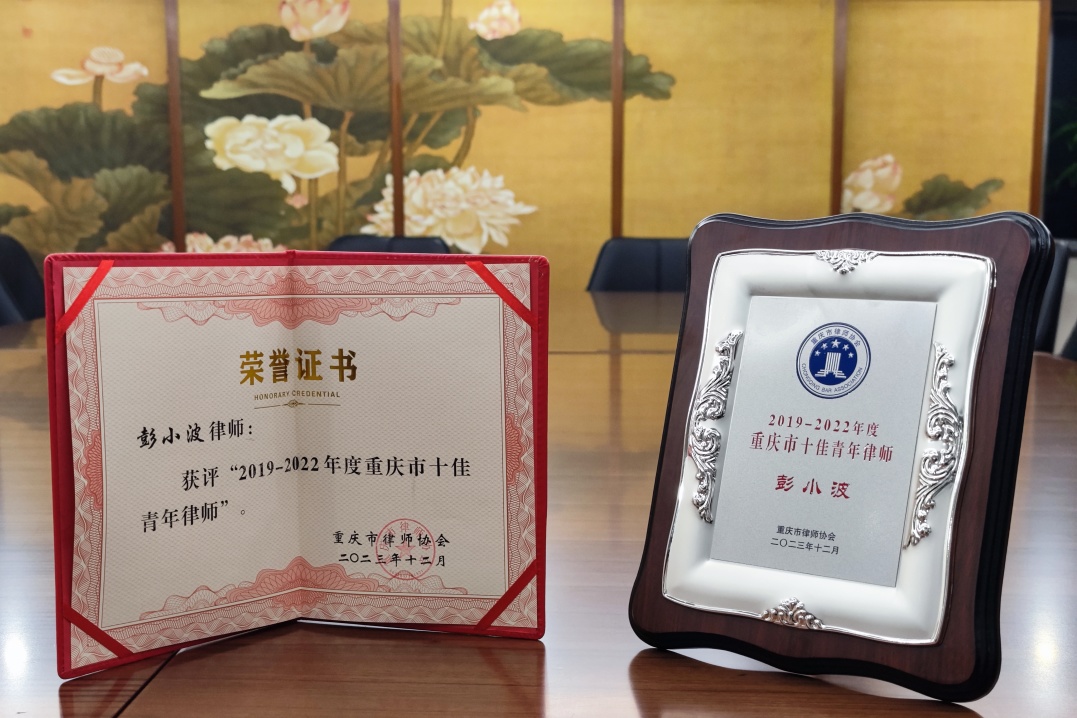 荣誉证书
HONORARY CREDENTIAL
彭小波律师：
获评“2019-2022年度重庆市十佳
青年律师”。
重庆市律师协会
二〇二三年十二月
重庆市律师协会
CHONGQING BAR ASSOCIATION
2019-2022年度
重庆市十佳青年律师
彭小波
重庆市律师协会
二〇二三年十二月